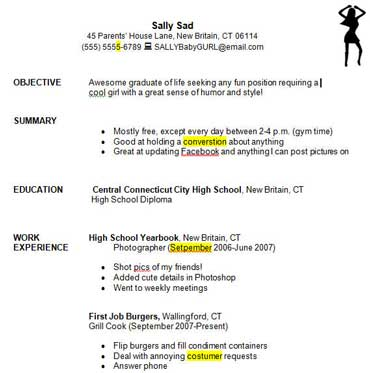 Sally Sad
45 Parents' House Lane, New Britain, CT 06114
(555) 5555-6789 💻 SALLYBabyGURL@email.com
OBJECTIVE Awesome graduate of life seeking any fun position requiring a
cool girl with a great sense of humor and style!
SUMMARY
• Mostly free, except every day between 2-4 p.m. (gym time)
• Good at holding a converstion about anything
• Great at updating Facebook and anything I can post pictures on
EDUCATION Central Connecticut City High School, New Britain, CT
High School Diploma
WORK High School Yearbook, New Britain, CT
EXPERIENCE Photographer (Setpember 2006-June 2007)
• Shot pics of my friends!
• Added cute details in Photoshop
• Went to weekly meetings
First Job Burgers, Wallingford, CT
Grill Cook (September 2007-Present)
• Flip burgers and fill condiment containers
• Deal with annoying costumer requests
• Answer phone